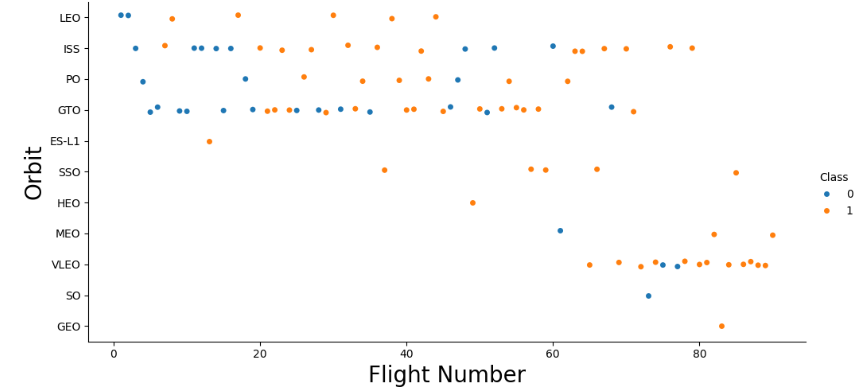 LEO
ISS
PO
GTO
ES-L1
SSO
HEO
MEO
VLEO
SO
GEO
Orbit
0 20 40 60 80
Flight Number
Class
0
1